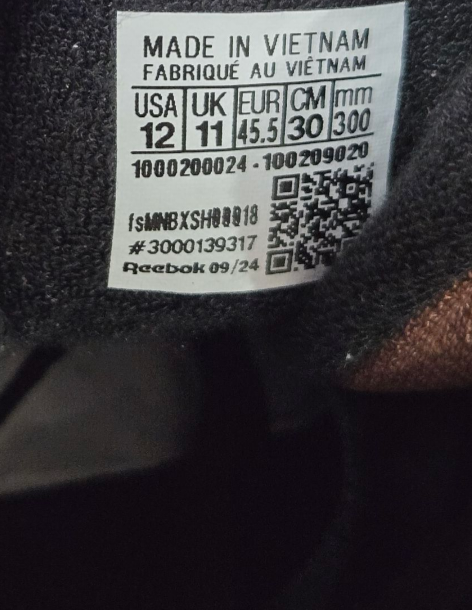 MADE IN VIETNAM
FABRIQUÉ AU VIÊTNAM
USA UK EUR CM mm
12 11 45.5 30 300
1000200024 - 100209020
#3000139317
Reebok 09/24